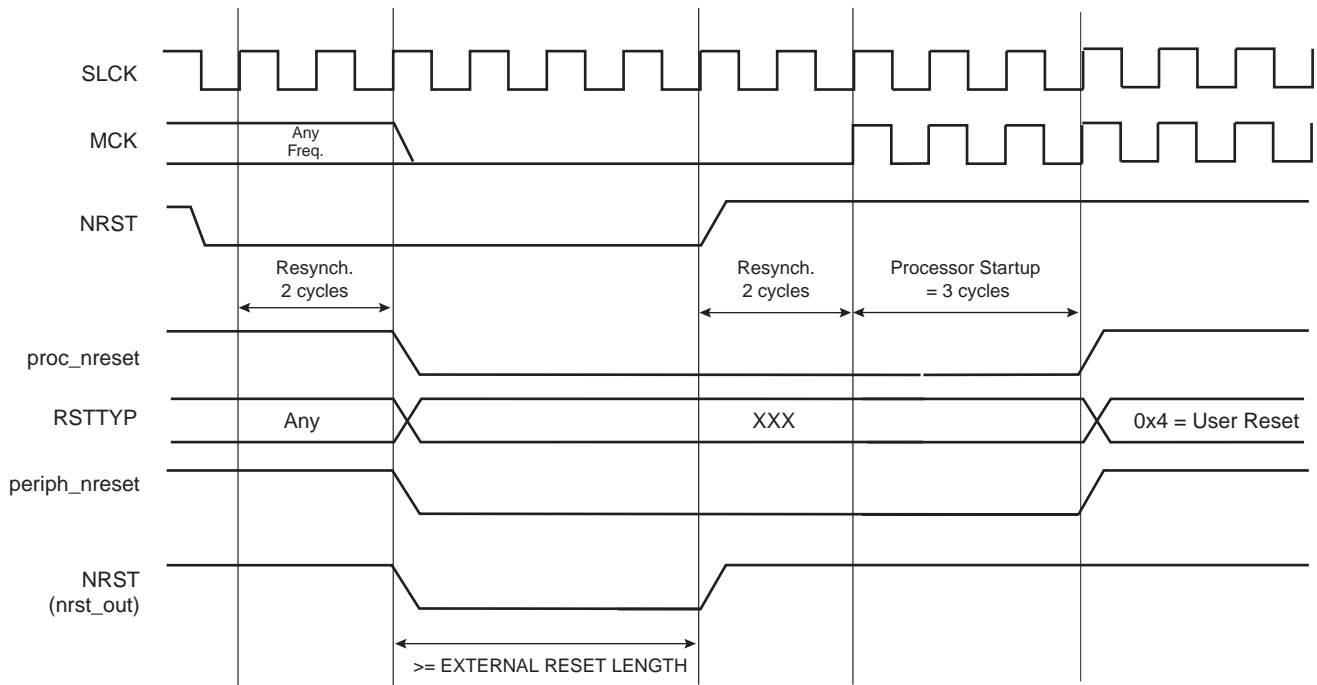 SLCK
MCK
Any
Freq.
NRST
Resynch.
2 cycles
Resynch.
2 cycles
Processor Startup
= 3 cycles
proc_nreset
RSTTYP
Any
XXX
0x4 = User Reset
periph_nreset
NRST
(nrst_out)
>= EXTERNAL RESET LENGTH